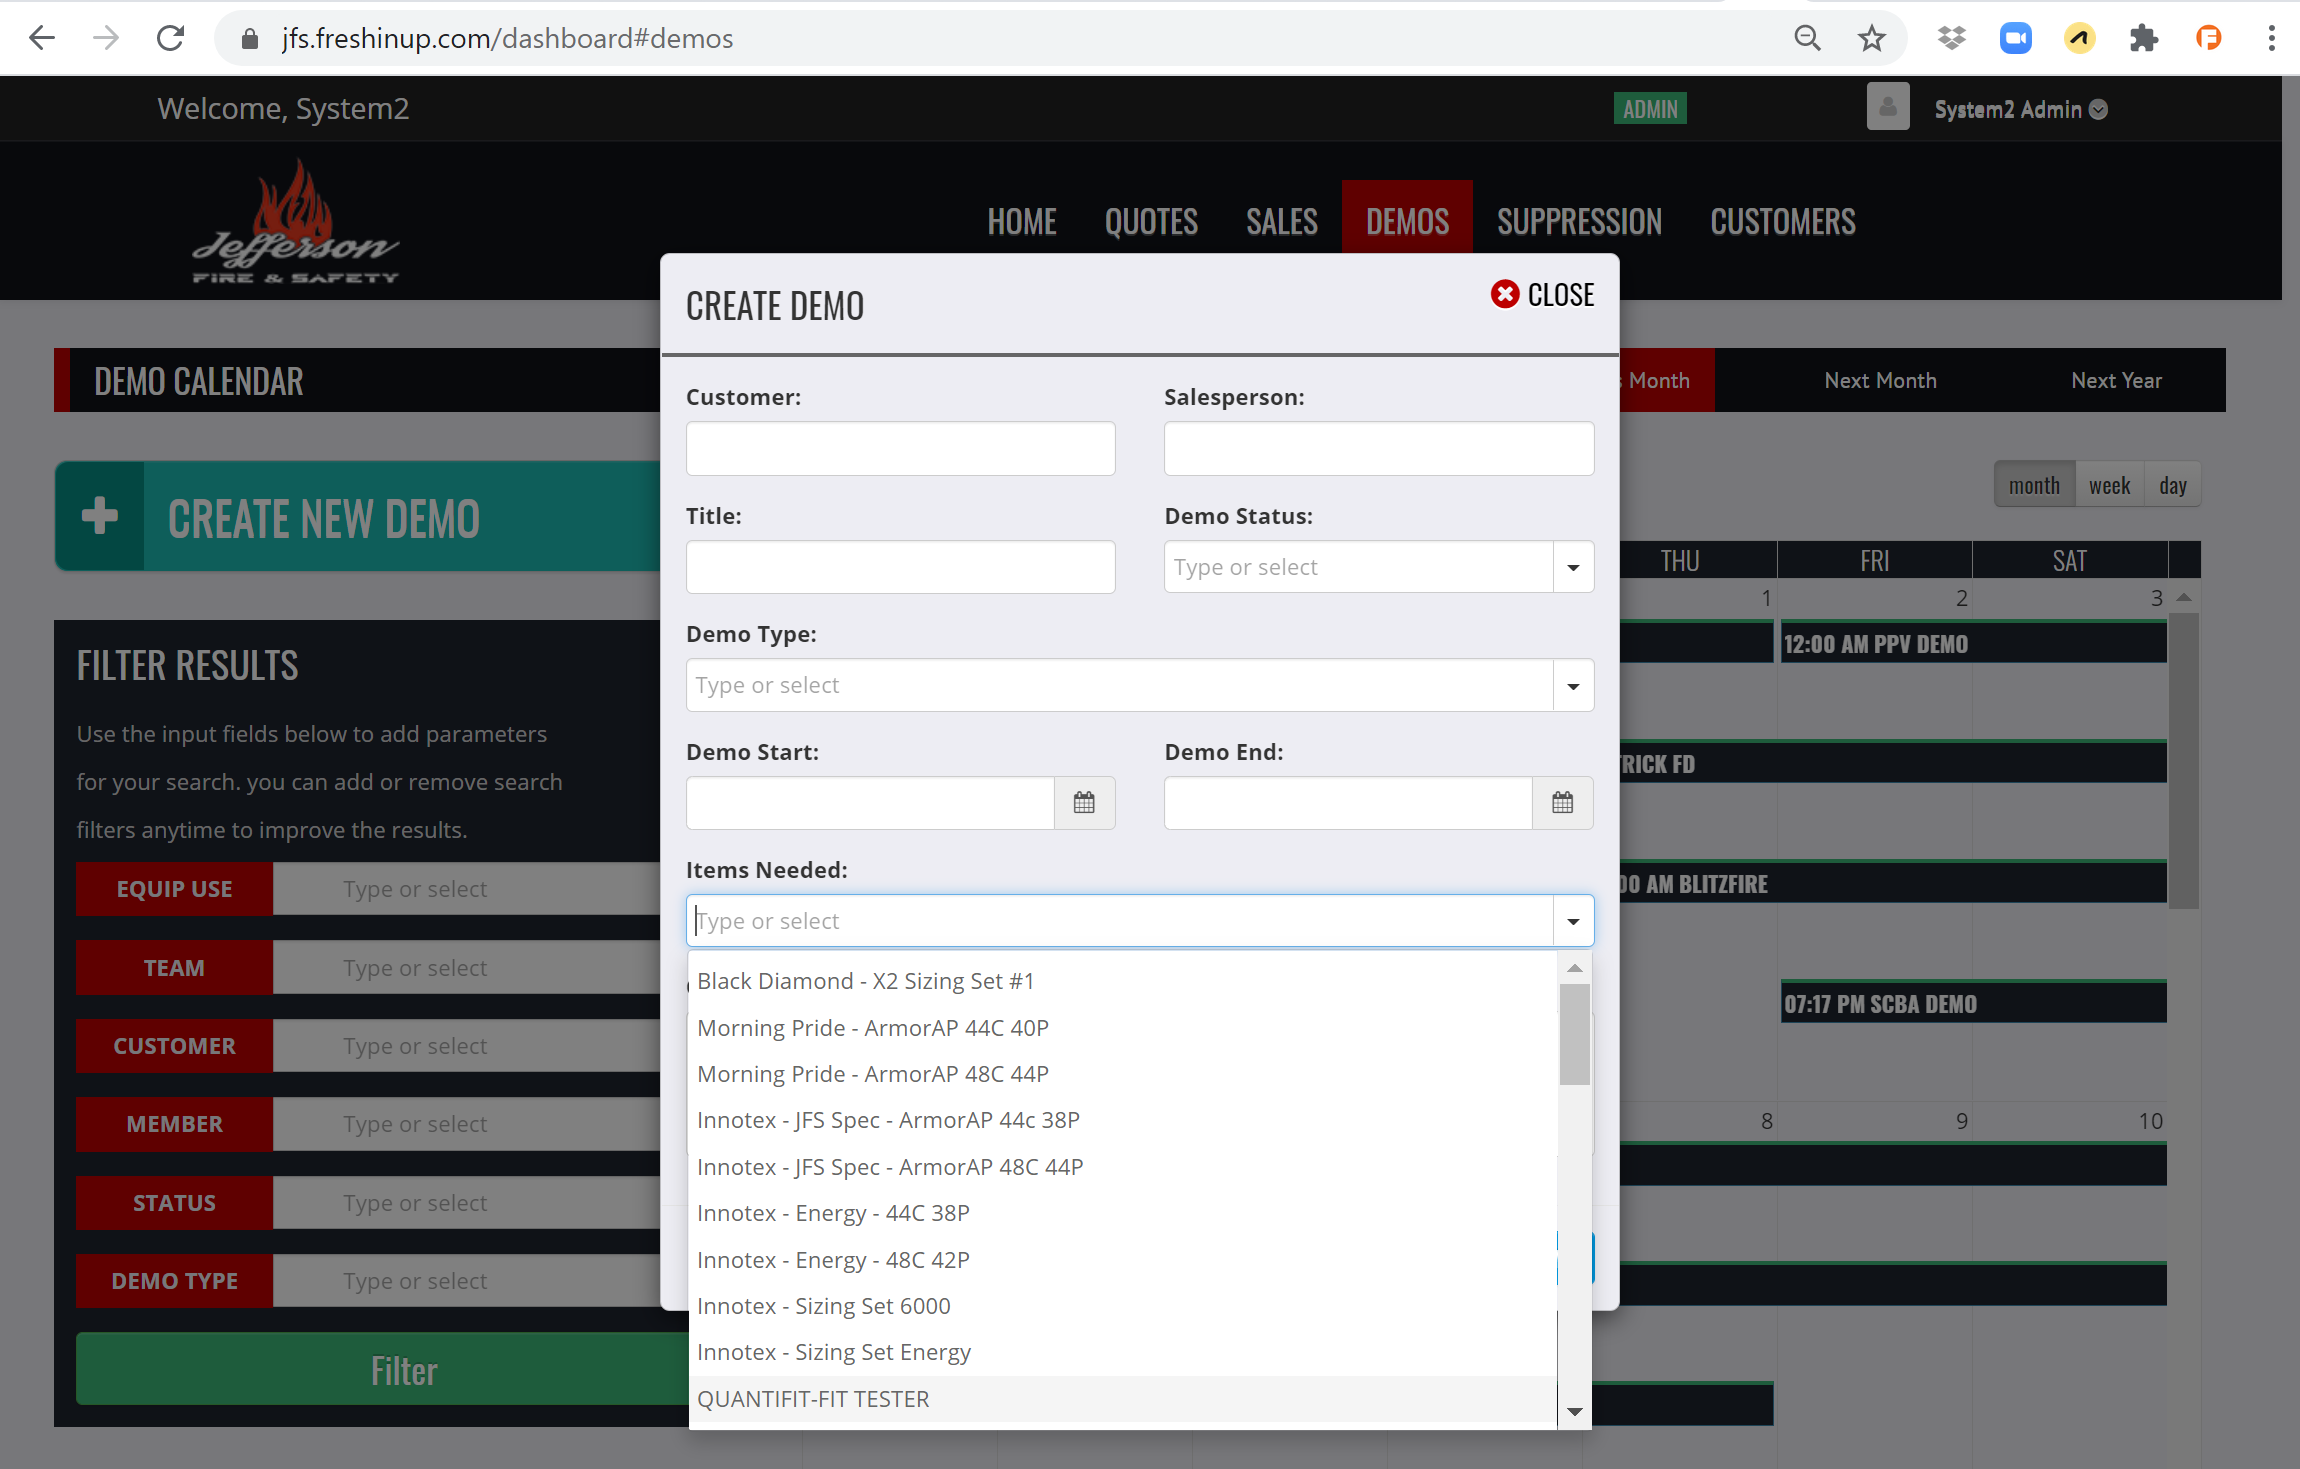 jfs.freshinup.com/dashboard#demos
Welcome, System2
ADMIN
System2 Admin
Jefferson
FIRE & SAFETY
HOME
QUOTES
SALES
DEMOS
SUPPRESSION
CUSTOMERS
CREATE DEMO
CLOSE
DEMO CALENDAR
Month
Next Month
Next Year
Customer:
Salesperson:
CREATE NEW DEMO
month
week
day
Title:
Demo Status:
Type or select
THU
FRI
SAT
1
2
3
Demo Type:
Type or select
12:00 AM PPV DEMO
FILTER RESULTS
Use the input fields below to add parameters
for your search. you can add or remove search
filters anytime to improve the results.
Demo Start:
Demo End:
TRICK FD
Items Needed:
Type or select
00 AM BLITZFIRE
EQUIP USE
Type or select
TEAM
Type or select
CUSTOMER
Type or select
MEMBER
Type or select
STATUS
Type or select
DEMO TYPE
Type or select
Filter
Black Diamond - X2 Sizing Set #1
Morning Pride - ArmorAP 44C 40P
Morning Pride - ArmorAP 48C 44P
Innotex - JFS Spec - ArmorAP 44c 38P
Innotex - JFS Spec - ArmorAP 48C 44P
Innotex - Energy - 44C 38P
Innotex - Energy - 48C 42P
Innotex - Sizing Set 6000
Innotex - Sizing Set Energy
QUANTIFIT-FIT TESTER
07:17 PM SCBA DEMO
8
9
10